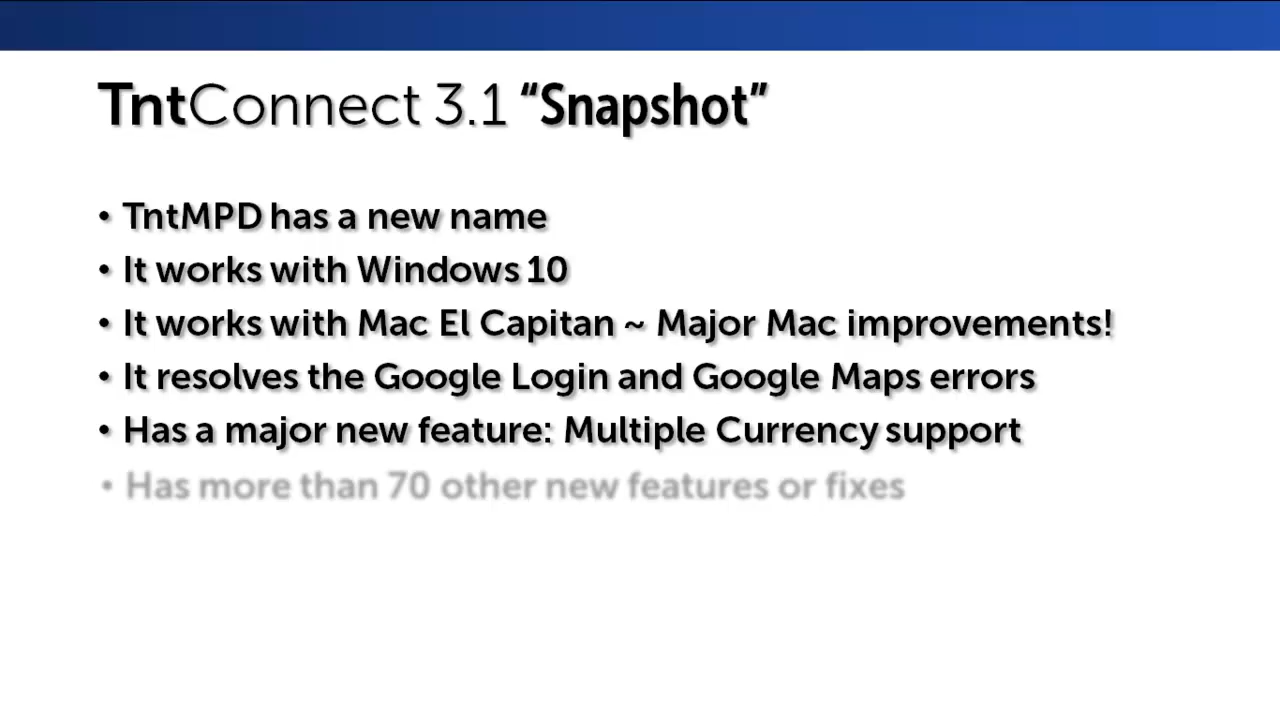 TntConnect 3.1 “Snapshot”
• TntMPD has a new name
• It works with Windows 10
• It works with Mac El Capitan ~ Major Mac improvements!
• It resolves the Google Login and Google Maps errors
• Has a major new feature: Multiple Currency support
• Has more than 70 other new features or fixes